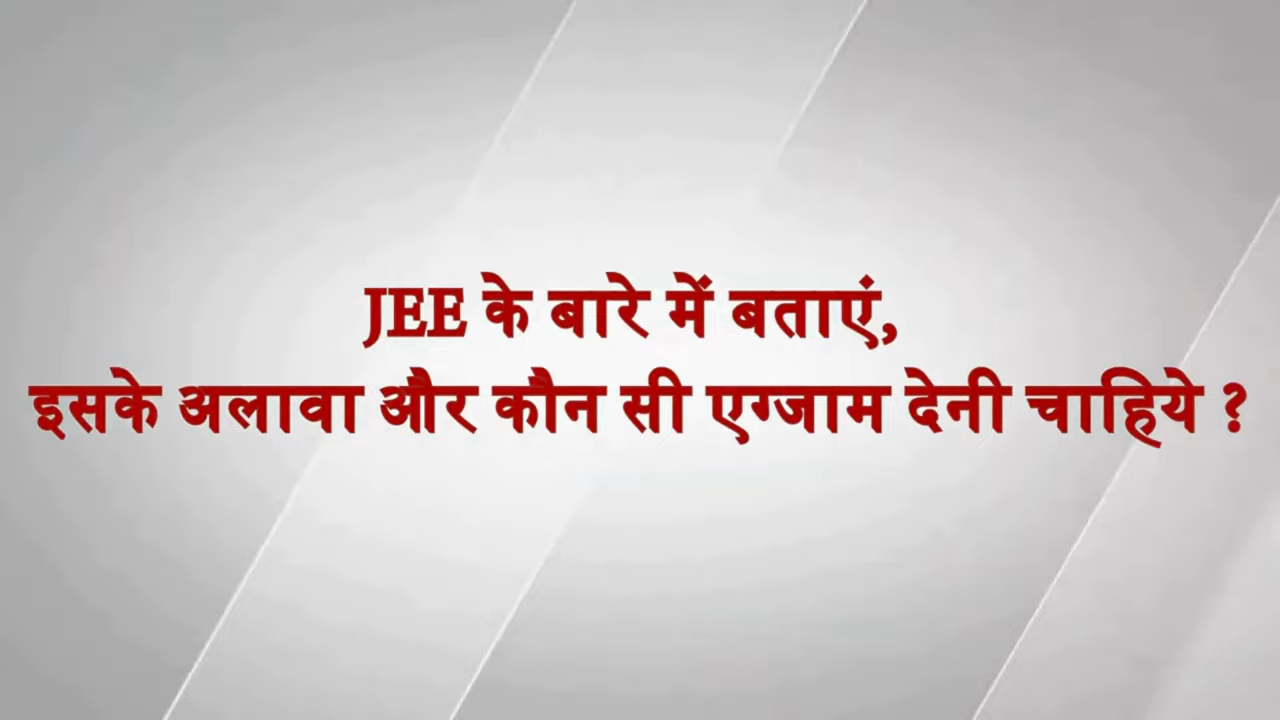 JEE के बारे में बताएं,
इसके अलावा और कौन सी एग्जाम देनी चाहिये ?